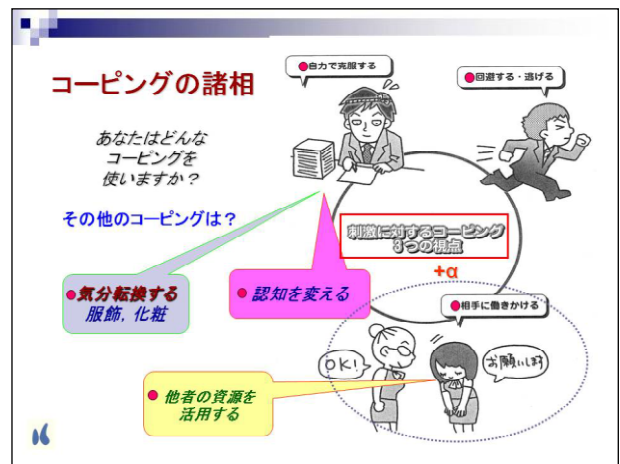 コーピングの諸相
●自力で克服する
●回避する・逃げる
あなたはどんな
コーピングを
使いますか？
その他のコーピングは？
刺激に対するコーピング
3つの視点
+α
●気分転換する
服飾，化粧
●認知を変える
●相手に働きかける
OK!
お願いします
●他者の資源を
活用する